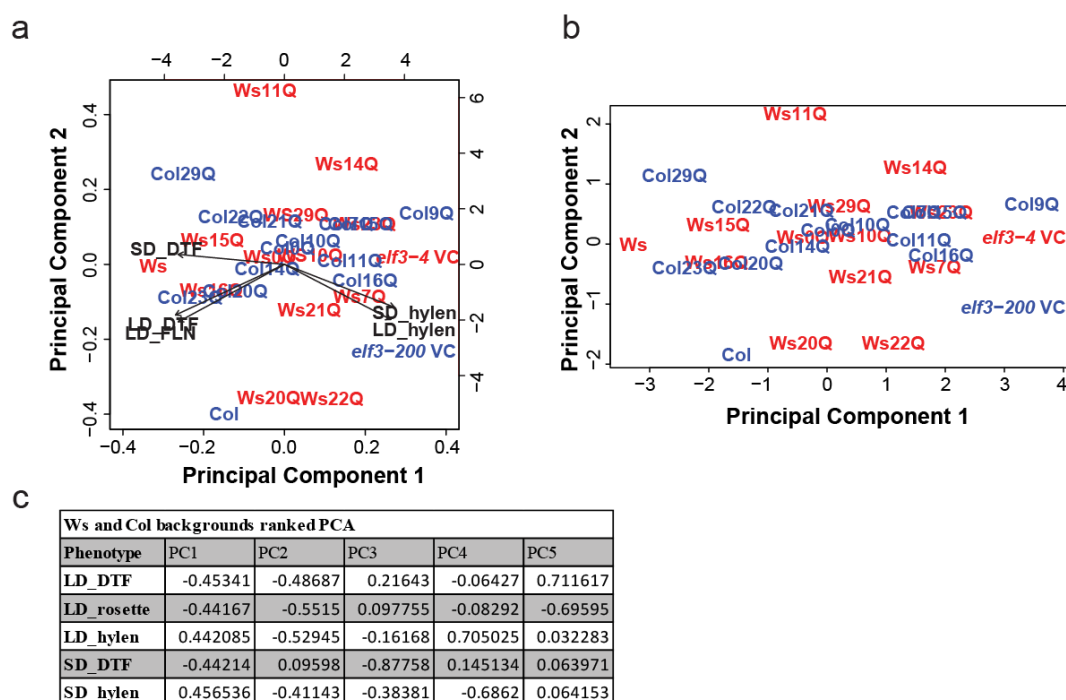 a
−4 −2 0 2 4
Ws11Q
6
0.4
Ws14Q
4
Col29Q
0.2
Col22Q
WS29Q
Col21Q
Col9Q
2
Ws15Q
Col10Q
SD_DTF
Ws
Col11Q
elf3−4 VC
0.0
0
Col14Q
Col16Q
Col23Q
Col20Q
Ws7Q
Ws21Q
SD_hylen
LD_DTF
LD_hylen
−2
LD_FLN
elf3−200 VC
−0.2
−4
Ws20Q
Ws22Q
Col
−0.4
−0.4 −0.2 0.0 0.2 0.4
Principal Component 1
Principal Component 2
b
Ws11Q
2
Ws14Q
Col29Q
1
Col22Q
Col21Q
Ws29Q
Col9Q
Ws15Q
Col10Q
Ws10Q
elf3−4 VC
Ws
0
Col14Q
Col11Q
Col16Q
Col23Q
Col20Q
Ws7Q
Ws21Q
−1
elf3−200 VC
Ws20Q
Ws22Q
Col
−2
−3 −2 −1 0 1 2 3 4
Principal Component 1
Principal Component 2
c
Ws and Col backgrounds ranked PCA
Phenotype PC1 PC2 PC3 PC4 PC5
LD_DTF -0.45341 -0.48687 0.21643 -0.06427 0.711617
LD_rosette -0.44167 -0.5515 0.097755 -0.08292 -0.69595
LD_hylen 0.442085 -0.52945 -0.16168 0.705025 0.032283
SD_DTF -0.44214 0.09598 -0.87758 0.145134 0.063971
SD_hylen 0.456536 -0.41143 -0.38381 -0.6862 0.064153